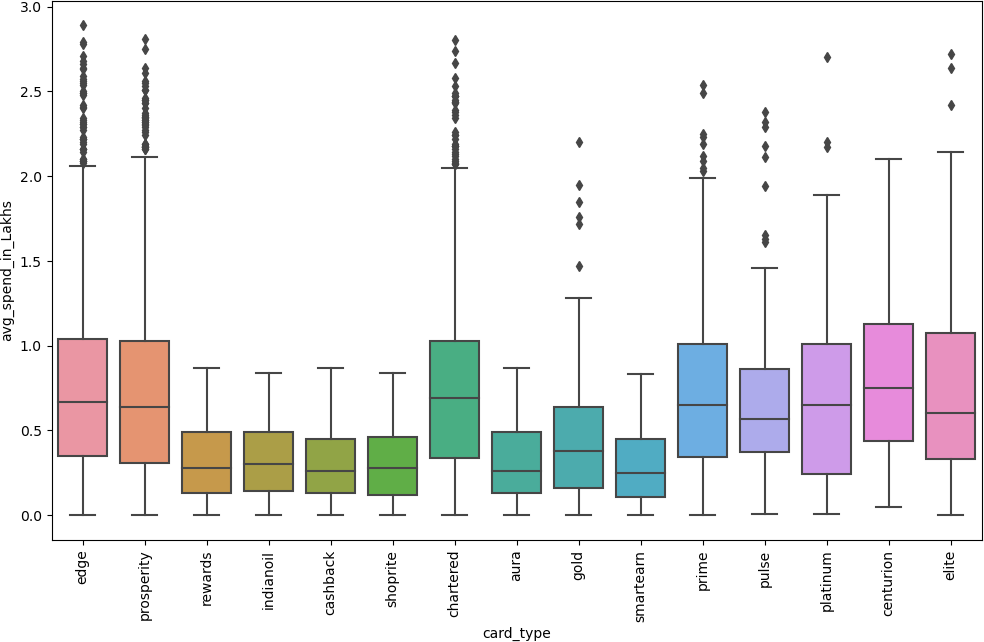 avg_spend_in_Lakhs
3.0
2.5
2.0
1.5
1.0
0.5
0.0
edge
prosperity
rewards
indianoil
cashback
shoprite
chartered
aura
gold
smartearn
prime
pulse
platinum
centurion
elite
card_type